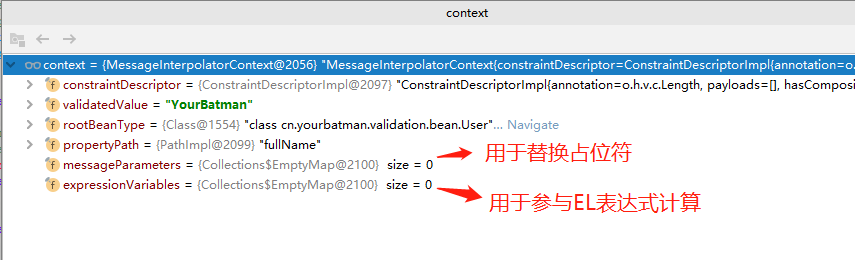 context
context = {MessageInterpolatorContext@2056} "MessageInterpolatorContext{constraintDescriptor=ConstraintDescriptorImpl{annotation=o.
constraintDescriptor = {ConstraintDescriptorImpl@2097} "ConstraintDescriptorImpl{annotation=o.h.v.c.Length, payloads=[], hasComposi
validatedValue = "YourBatman"
rootBeanType = {Class@1554} "class cn.yourbatman.validation.bean.User"... Navigate
propertyPath = {PathImpl@2099} "fullName"
messageParameters = {Collections$EmptyMap@2100} size = 0
用于替换占位符
expressionVariables = {Collections$EmptyMap@2100} size = 0
用于参与EL表达式计算